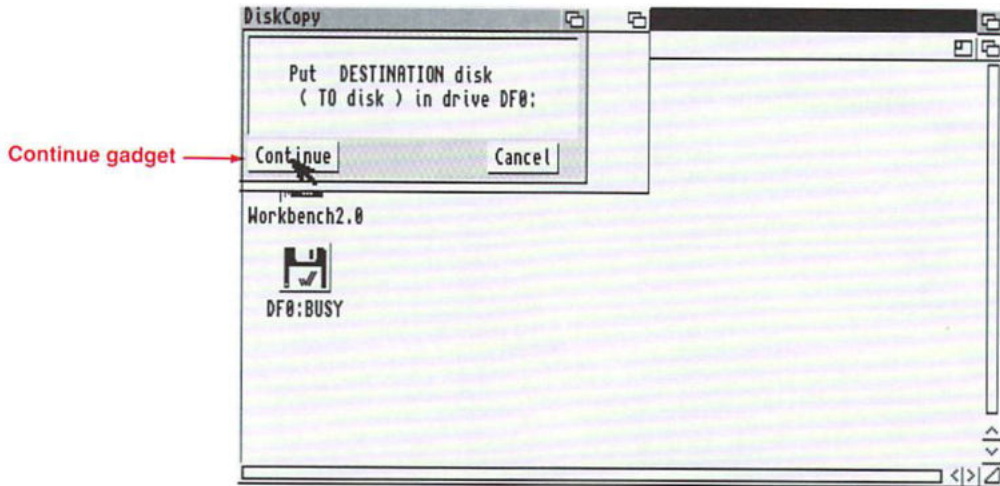 DiskCopy
Put DESTINATION disk
( TO disk ) in drive DF0:
Continue gadget
Continue
Cancel
Workbench2.0
DF0:BUSY